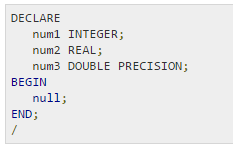 DECLARE
   num1 INTEGER;
   num2 REAL;
   num3 DOUBLE PRECISION;
BEGIN
   null;
END;
/